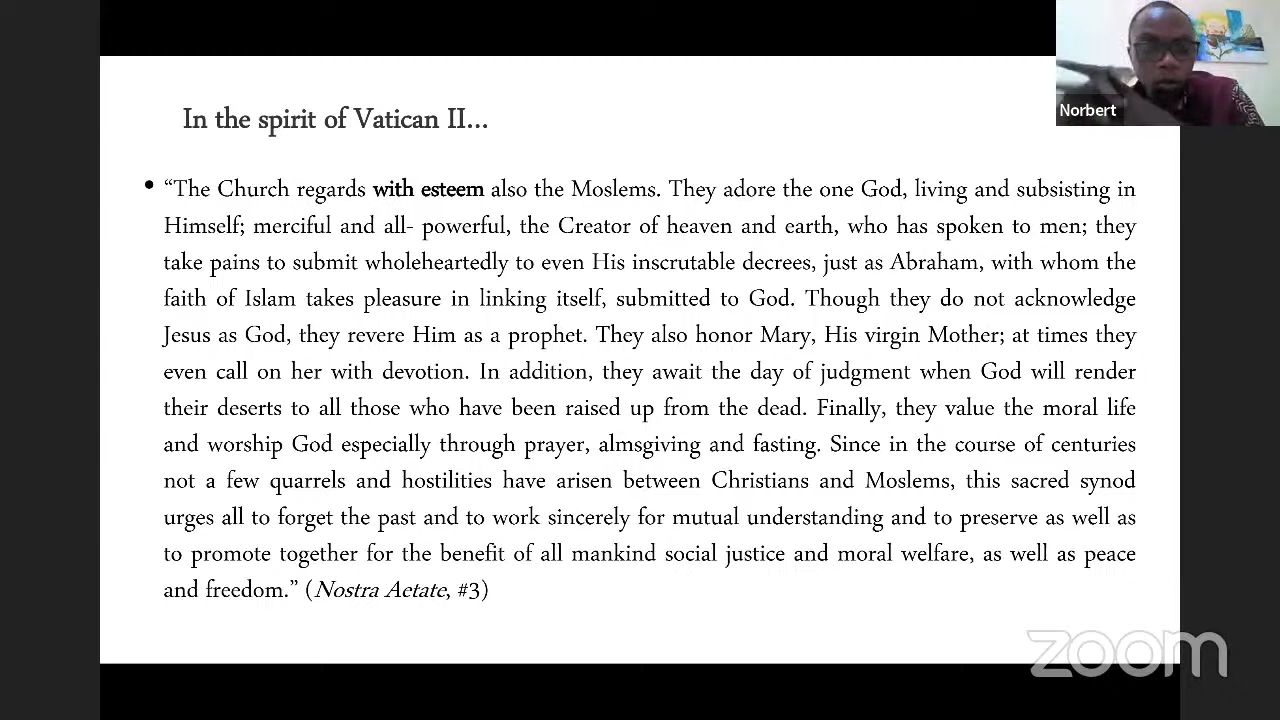 In the spirit of Vatican II...
Norbert
• “The Church regards with esteem also the Moslems. They adore the one God, living and subsisting in
Himself; merciful and all- powerful, the Creator of heaven and earth, who has spoken to men; they
take pains to submit wholeheartedly to even His inscrutable decrees, just as Abraham, with whom the
faith of Islam takes pleasure in linking itself, submitted to God. Though they do not acknowledge
Jesus as God, they revere Him as a prophet. They also honor Mary, His virgin Mother; at times they
even call on her with devotion. In addition, they await the day of judgment when God will render
their deserts to all those who have been raised up from the dead. Finally, they value the moral life
and worship God especially through prayer, almsgiving and fasting. Since in the course of centuries
not a few quarrels and hostilities have arisen between Christians and Moslems, this sacred synod
urges all to forget the past and to work sincerely for mutual understanding and to preserve as well as
to promote together for the benefit of all mankind social justice and moral welfare, as well as peace
and freedom.” (Nostra Aetate, #3)
zoom